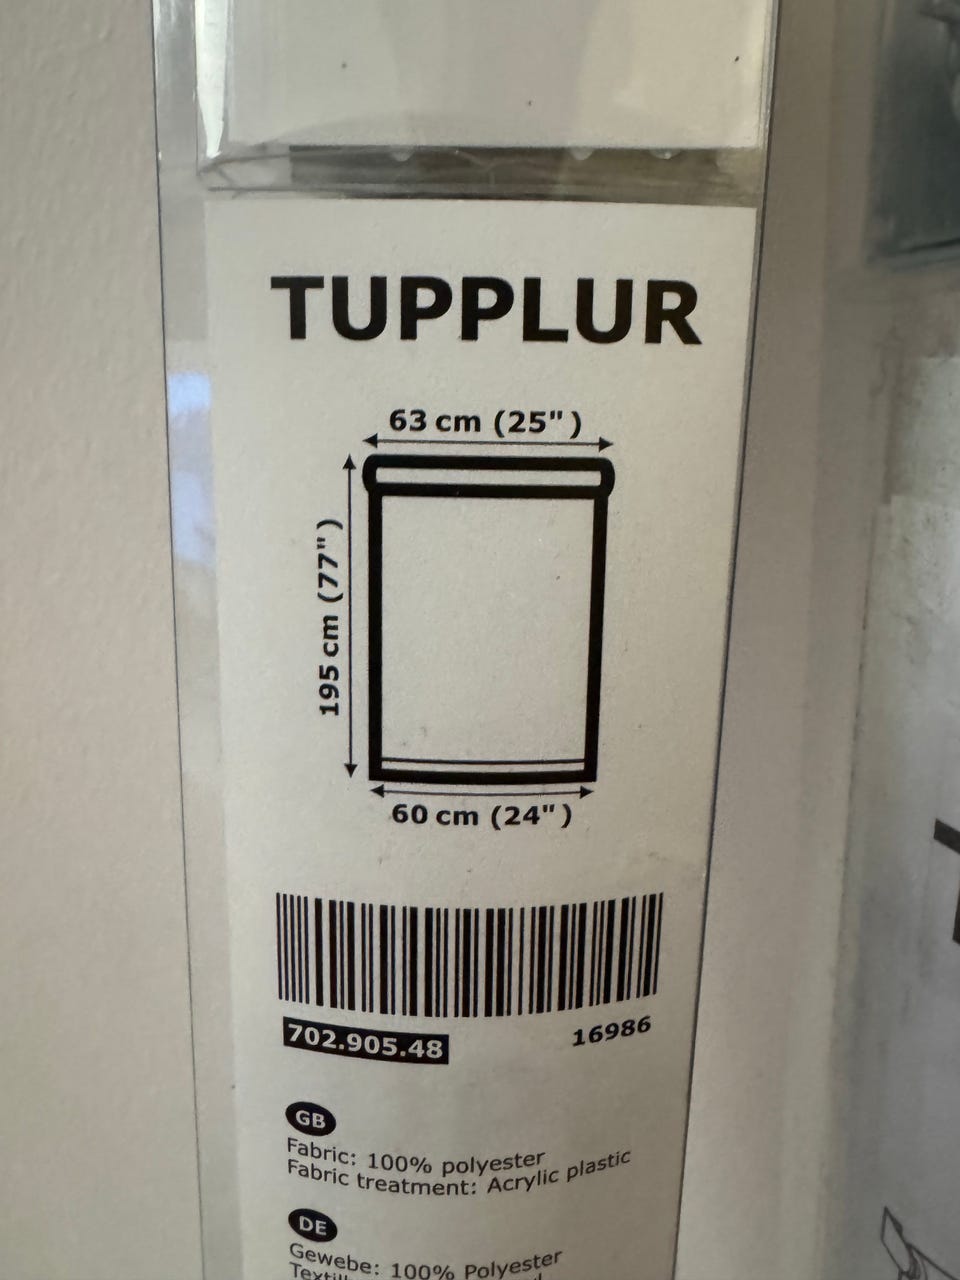 TUPPLUR
63 cm (25")
195 cm (77")
60 cm (24")
702.905.48
16986
GB
Fabric: 100% polyester
Fabric treatment: Acrylic plastic
DE
Gewebe: 100% Polyester